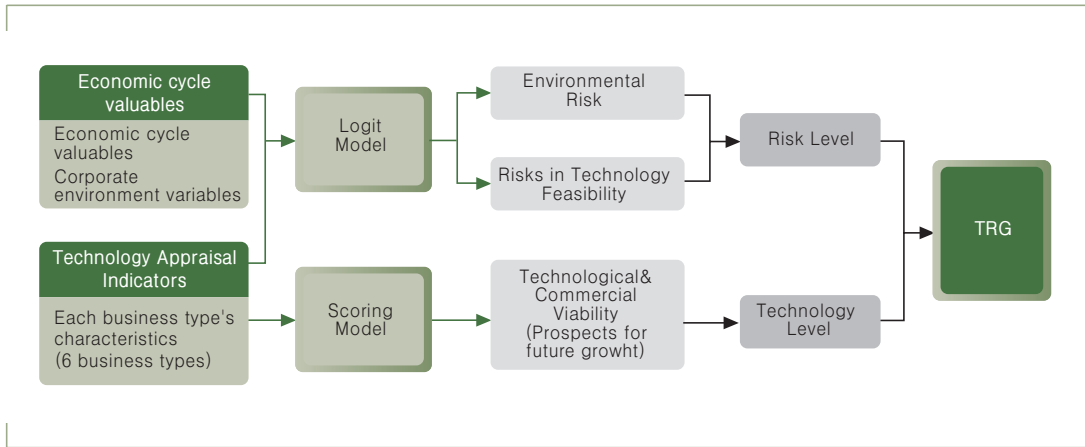 Economic cycle
valuables
Economic cycle
valuables
Corporate
environment variables
Technology Appraisal
Indicators
Each business type's
characteristics
(6 business types)
Logit
Model
Scoring
Model
Environmental
Risk
Risks in Technology
Feasibility
Technological&
Commercial
Viability
(Prospects for
future growht)
Risk Level
Technology
Level
TRG